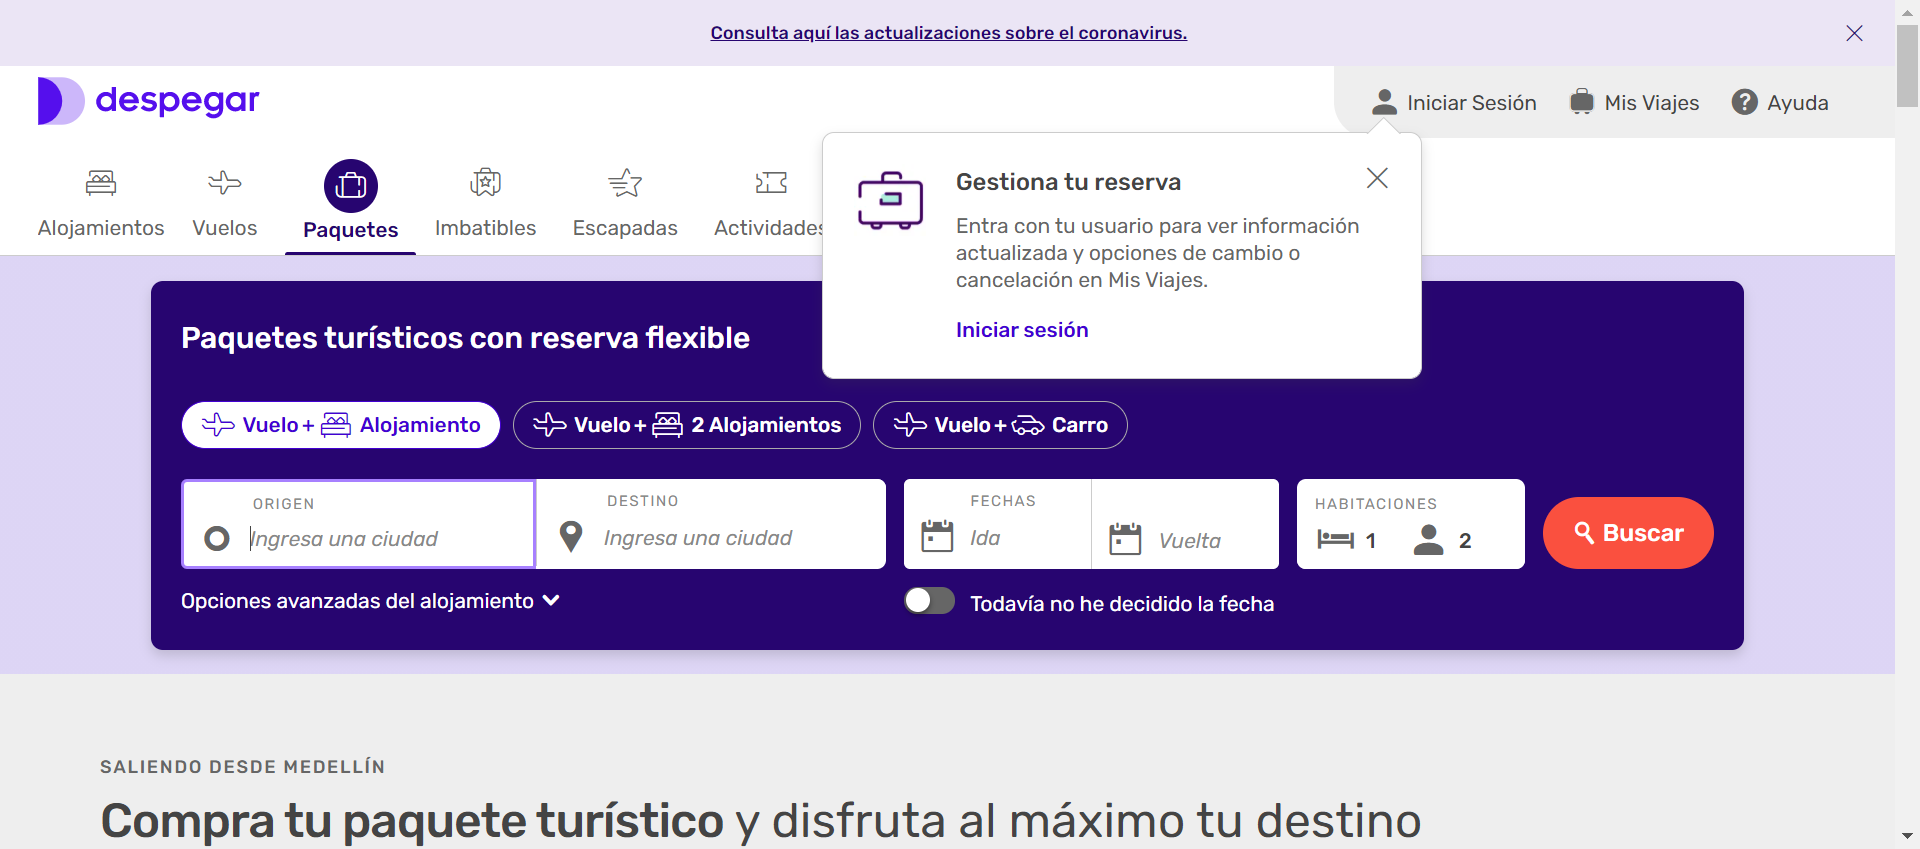 Consulta aquí las actualizaciones sobre el coronavirus.
despegar
Iniciar Sesión
Mis Viajes
? Ayuda
Alojamientos
Vuelos
Paquetes
Imbatibles
Escapadas
Actividades
Gestiona tu reserva
Entra con tu usuario para ver información
actualizada y opciones de cambio o
cancelación en Mis Viajes.
Iniciar sesión
Paquetes turísticos con reserva flexible
Vuelo + Alojamiento
Vuelo + 2 Alojamientos
Vuelo + Carro
ORIGEN
Ingresa una ciudad
DESTINO
Ingresa una ciudad
FECHAS
Ida
Vuelta
HABITACIONES
1
2
Buscar
Opciones avanzadas del alojamiento
Todavía no he decidido la fecha
SALIENDO DESDE MEDELLÍN
Compra tu paquete turístico y disfruta al máximo tu destino